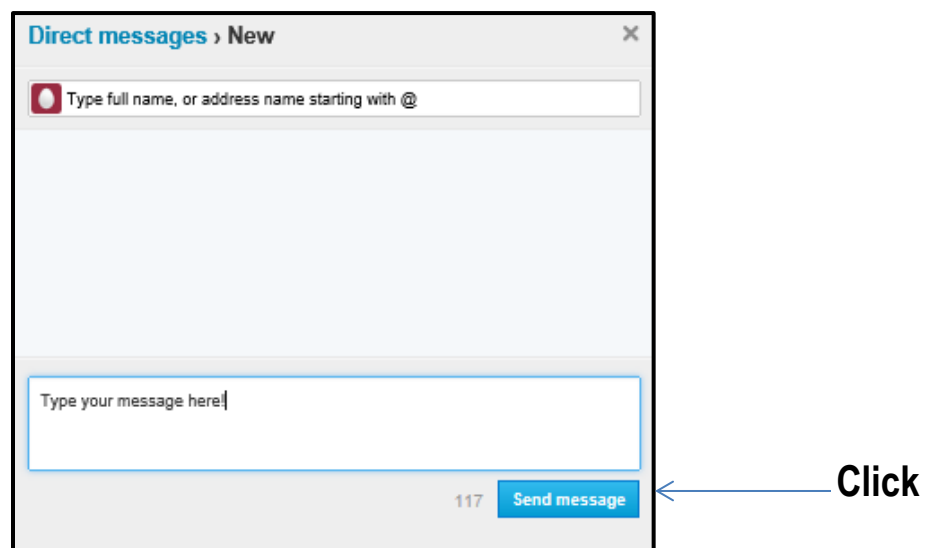 Direct messages › New ×
Type full name, or address name starting with @
Type your message here!
117 Send message
Click